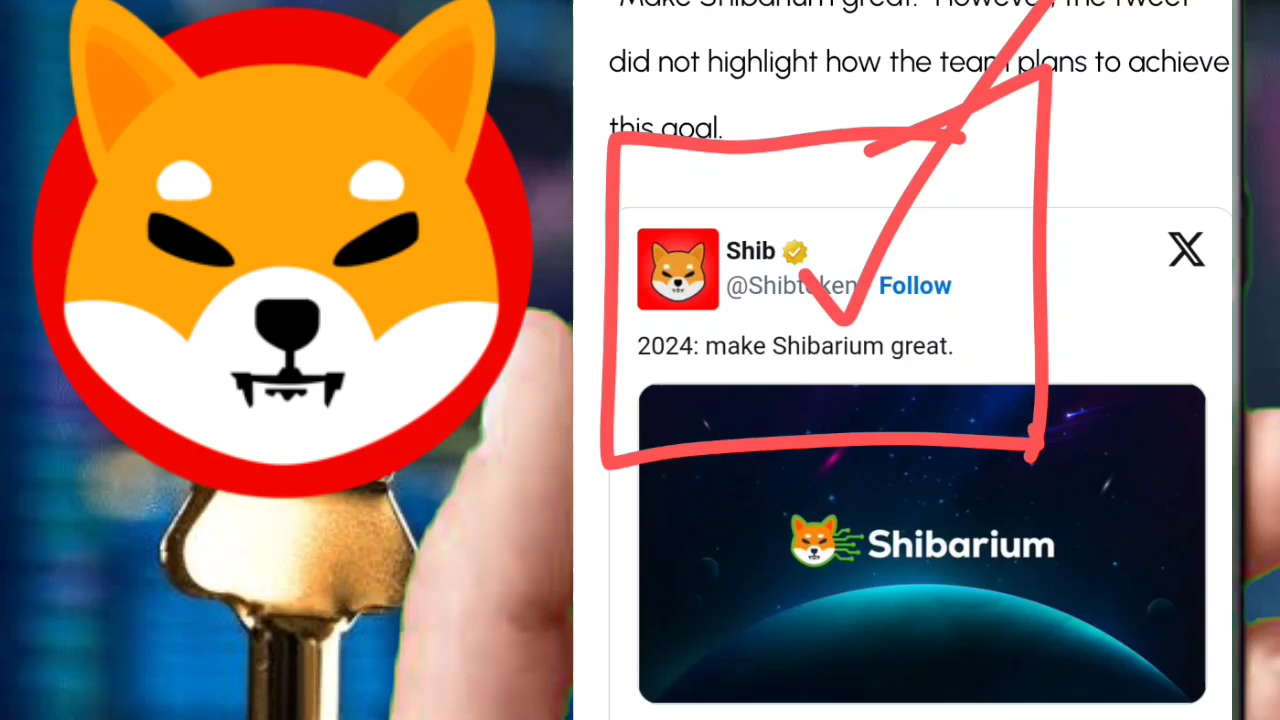 "Make Shibarium great." However, the tweet
did not highlight how the team plans to achieve
this goal.
Shib
@Shibtoken Follow
2024: make Shibarium great.
Shibarium